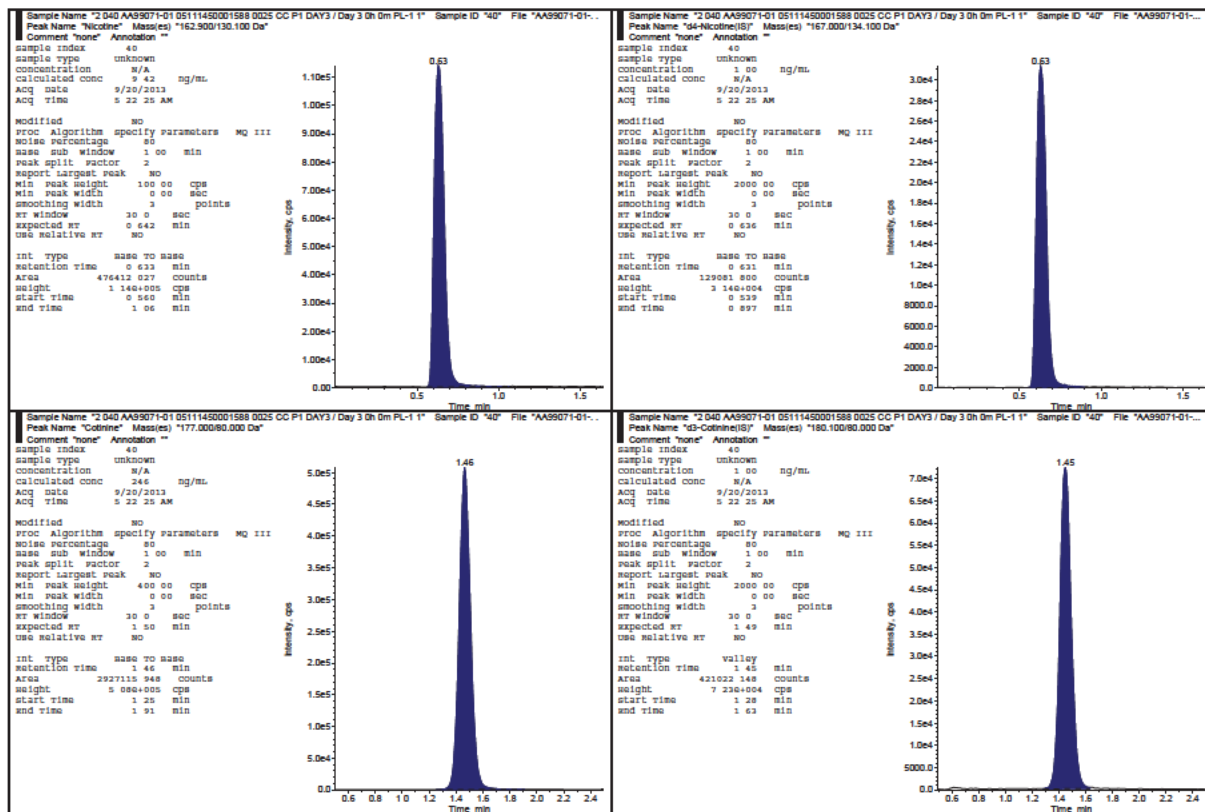 Sample Name "2 040 AA99071-01 05111450001588 0025 CC P1 DAY3 / Day 3 0h 0m PL-1 1" Sample ID "40" File "AA99071-01-. . .
Peak Name "Nicotine" Mass(es) "162.900/130.100 Da"
Comment "none" Annotation ""
Sample Index 40
Sample Type Unknown
Concentration N/A
Calculated Conc 9 42 ng/mL
Acq Date 9/20/2013
Acq Time 5 22 25 AM
Modified NO
Proc Algorithm Specify Parameters MQ III
Noise Percentage 80
Base Sub Window 1 00 min
Peak Split Factor 2
Report Largest Peak NO
Min Peak Height 100 00 cps
Min Peak Width 0 00 sec
Smoothing Width 3 points
RT Window 30 0 sec
Expected RT 0 642 min
Use Relative RT NO
Int Type Base To Base
Retention Time 0 633 min
Area 476412 027 counts
Height 1 14e+005 cps
Start Time 0 560 min
End Time 1 06 min
0.63
Intensity, cps
1.10e5
1.00e5
9.00e4
8.00e4
7.00e4
6.00e4
5.00e4
4.00e4
3.00e4
2.00e4
1.00e4
0.00
0.5 1.0 1.5
Time, min
Sample Name "2 040 AA99071-01 05111450001588 0025 CC P1 DAY3 / Day 3 0h 0m PL-1 1" Sample ID "40" File "AA99071-01-...
Peak Name "d4-Nicotine(IS)" Mass(es) "167.000/134.100 Da"
Comment "none" Annotation ""
Sample Index 40
Sample Type Unknown
Concentration 1 00 ng/mL
Calculated Conc N/A
Acq Date 9/20/2013
Acq Time 5 22 25 AM
Modified NO
Proc Algorithm Specify Parameters MQ III
Noise Percentage 80
Base Sub Window 1 00 min
Peak Split Factor 2
Report Largest Peak NO
Min Peak Height 2000 00 cps
Min Peak Width 0 00 sec
Smoothing Width 3 points
RT Window 30 0 sec
Expected RT 0 636 min
Use Relative RT NO
Int Type Base To Base
Retention Time 0 631 min
Area 129081 800 counts
Height 3 14e+004 cps
Start Time 0 539 min
End Time 0 897 min
0.63
Intensity, cps
3.0e4
2.8e4
2.6e4
2.4e4
2.2e4
2.0e4
1.8e4
1.6e4
1.4e4
1.2e4
1.0e4
8000.0
6000.0
4000.0
2000.0
0.0
0.5 1.0 1.5
Time, min
Sample Name "2 040 AA99071-01 05111450001588 0025 CC P1 DAY3 / Day 3 0h 0m PL-1 1" Sample ID "40" File "AA99071-01-. . .
Peak Name "Cotinine" Mass(es) "177.000/80.000 Da"
Comment "none" Annotation ""
Sample Index 40
Sample Type Unknown
Concentration N/A
Calculated Conc 246 ng/mL
Acq Date 9/20/2013
Acq Time 5 22 25 AM
Modified NO
Proc Algorithm Specify Parameters MQ III
Noise Percentage 80
Base Sub Window 1 00 min
Peak Split Factor 2
Report Largest Peak NO
Min Peak Height 400 00 cps
Min Peak Width 0 00 sec
Smoothing Width 3 points
RT Window 30 0 sec
Expected RT 1 50 min
Use Relative RT NO
Int Type Base To Base
Retention Time 1 46 min
Area 2927115 948 counts
Height 5 08e+005 cps
Start Time 1 25 min
End Time 1 91 min
1.46
Intensity, cps
5.0e5
4.5e5
4.0e5
3.5e5
3.0e5
2.5e5
2.0e5
1.5e5
1.0e5
5.0e4
0.0
0.6 0.8 1.0 1.2 1.4 1.6 1.8 2.0 2.2 2.4
Time, min
Sample Name "2 040 AA99071-01 05111450001588 0025 CC P1 DAY3 / Day 3 0h 0m PL-1 1" Sample ID "40" File "AA99071-01-...
Peak Name "d3-Cotinine(IS)" Mass(es) "180.100/80.000 Da"
Comment "none" Annotation ""
Sample Index 40
Sample Type Unknown
Concentration 1 00 ng/mL
Calculated Conc N/A
Acq Date 9/20/2013
Acq Time 5 22 25 AM
Modified NO
Proc Algorithm Specify Parameters MQ III
Noise Percentage 80
Base Sub Window 1 00 min
Peak Split Factor 2
Report Largest Peak NO
Min Peak Height 2000 00 cps
Min Peak Width 0 00 sec
Smoothing Width 3 points
RT Window 30 0 sec
Expected RT 1 49 min
Use Relative RT NO
Int Type Valley
Retention Time 1 45 min
Area 421022 148 counts
Height 7 23e+004 cps
Start Time 1 28 min
End Time 1 63 min
1.45
Intensity, cps
7.0e4
6.5e4
6.0e4
5.5e4
5.0e4
4.5e4
4.0e4
3.5e4
3.0e4
2.5e4
2.0e4
1.5e4
1.0e4
5000.0
0.0
0.6 0.8 1.0 1.2 1.4 1.6 1.8 2.0 2.2 2.4
Time, min